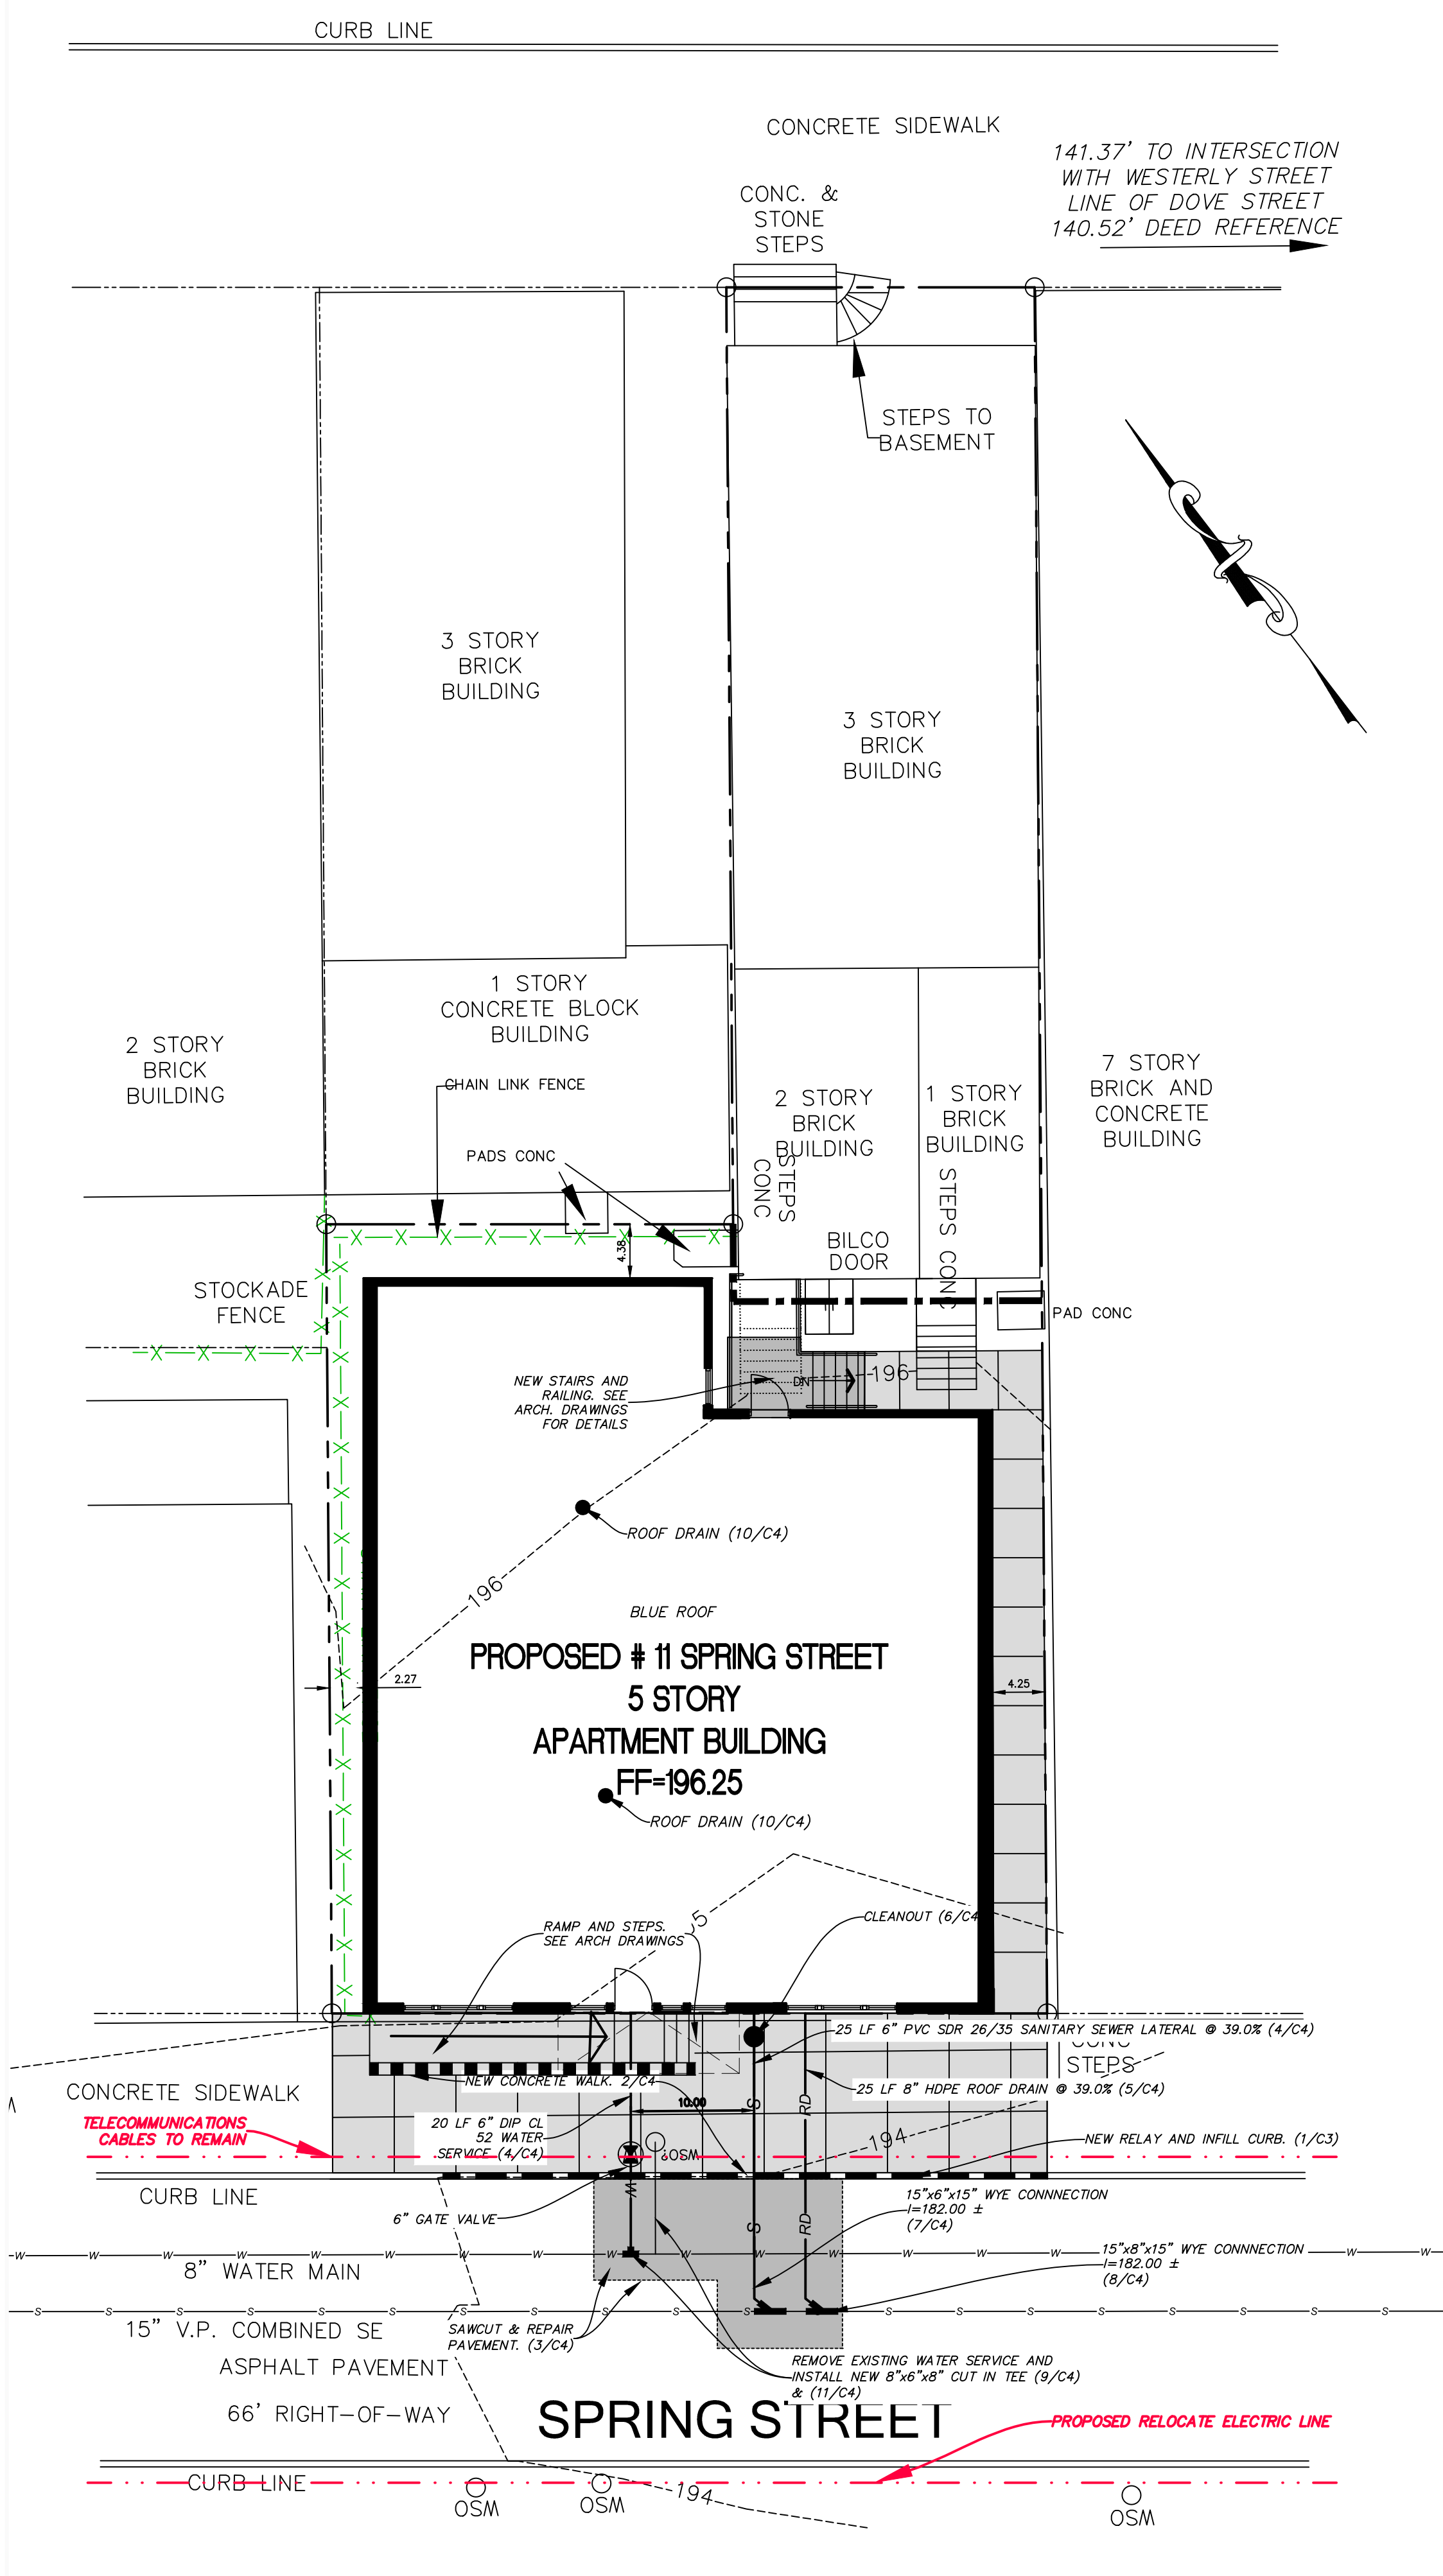 CURB LINE
CONCRETE SIDEWALK
141.37' TO INTERSECTION
WITH WESTERLY STREET
LINE OF DOVE STREET
140.52' DEED REFERENCE
CONC. &
STONE
STEPS
STEPS TO
BASEMENT
3 STORY
BRICK
BUILDING
3 STORY
BRICK
BUILDING
1 STORY
CONCRETE BLOCK
BUILDING
2 STORY
BRICK
BUILDING
CHAIN LINK FENCE
7 STORY
BRICK AND
CONCRETE
BUILDING
2 STORY
BRICK
BUILDING
1 STORY
BRICK
BUILDING
PADS CONC
STEPS
CONC
STEPS CONC
BILCO
DOOR
4.38
STOCKADE
FENCE
PAD CONC
NEW STAIRS AND
RAILING. SEE
ARCH. DRAWINGS
FOR DETAILS
DN
196
ROOF DRAIN (10/C4)
196
BLUE ROOF
PROPOSED # 11 SPRING STREET
5 STORY
APARTMENT BUILDING
FF=196.25
2.27
4.25
ROOF DRAIN (10/C4)
CLEANOUT (6/C4
RAMP AND STEPS.
SEE ARCH DRAWINGS
25 LF 6" PVC SDR 26/35 SANITARY SEWER LATERAL @ 39.0% (4/C4)
CONC
STEPS
NEW CONCRETE WALK. 2/C4
25 LF 8" HDPE ROOF DRAIN @ 39.0% (5/C4)
CONCRETE SIDEWALK
10.00
S
RD
TELECOMMUNICATIONS
CABLES TO REMAIN
20 LF 6" DIP CL
52 WATER
SERVICE (4/C4)
WSO?
194
NEW RELAY AND INFILL CURB. (1/C3)
CURB LINE
W
15"x6"x15" WYE CONNNECTION
I=182.00 ±
(7/C4)
6" GATE VALVE
S
RD
15"x8"x15" WYE CONNNECTION
I=182.00 ±
(8/C4)
W W W W W W W W W W W W W W W W W
8" WATER MAIN
S S S S S S S S S S S S S S S S
15" V.P. COMBINED SE
SAWCUT & REPAIR
PAVEMENT. (3/C4)
ASPHALT PAVEMENT
REMOVE EXISTING WATER SERVICE AND
INSTALL NEW 8"x6"x8" CUT IN TEE (9/C4)
& (11/C4)
66' RIGHT-OF-WAY
SPRING STREET
PROPOSED RELOCATE ELECTRIC LINE
CURB LINE
194
WSO
WSO
WSO